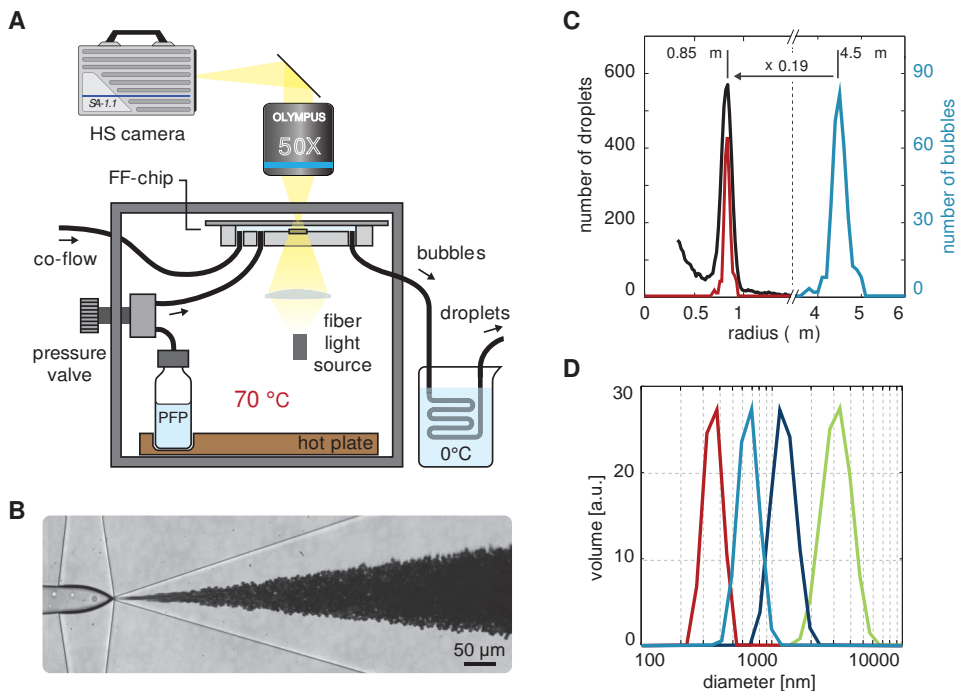 A
SA-1.1
HS camera
OLYMPUS
50X
FF-chip
co-flow
bubbles
droplets
pressure
valve
fiber
light
source
PFP
70 °C
hot plate
0°C
B
50 µm
C
0.85 m
4.5 m
x 0.19
600
400
200
0
number of droplets
90
60
30
0
number of bubbles
0 0.5 1 4 5 6
radius ( m)
D
30
20
10
0
volume [a.u.]
100 1000 10000
diameter [nm]